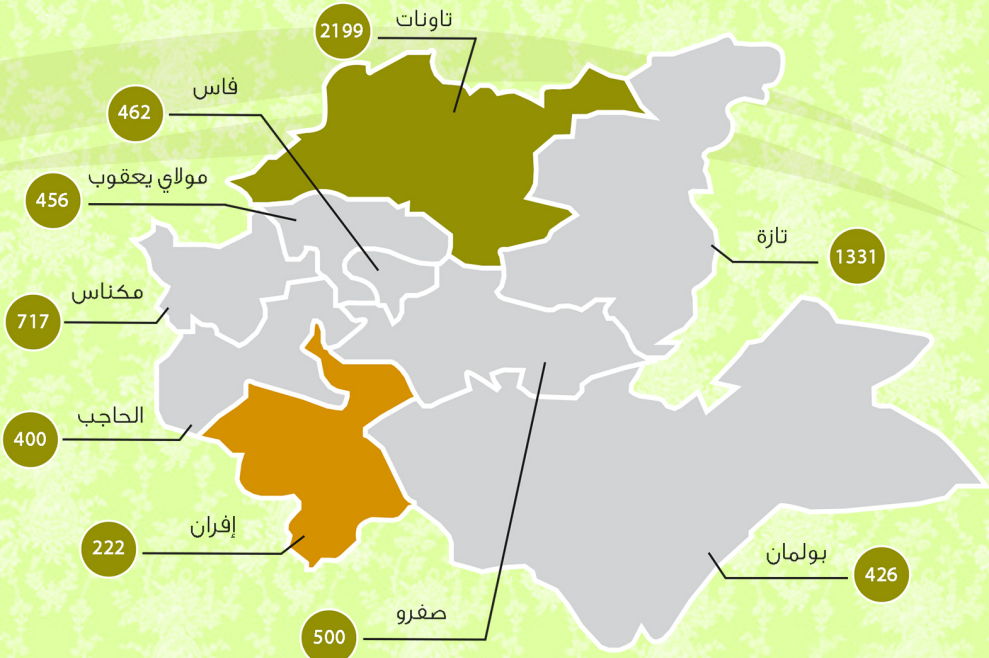 تاونات
2199
فاس
462
مولاي يعقوب
456
تازة
1331
مكناس
717
الحاجب
400
إفران
222
بولمان
426
صفرو
500